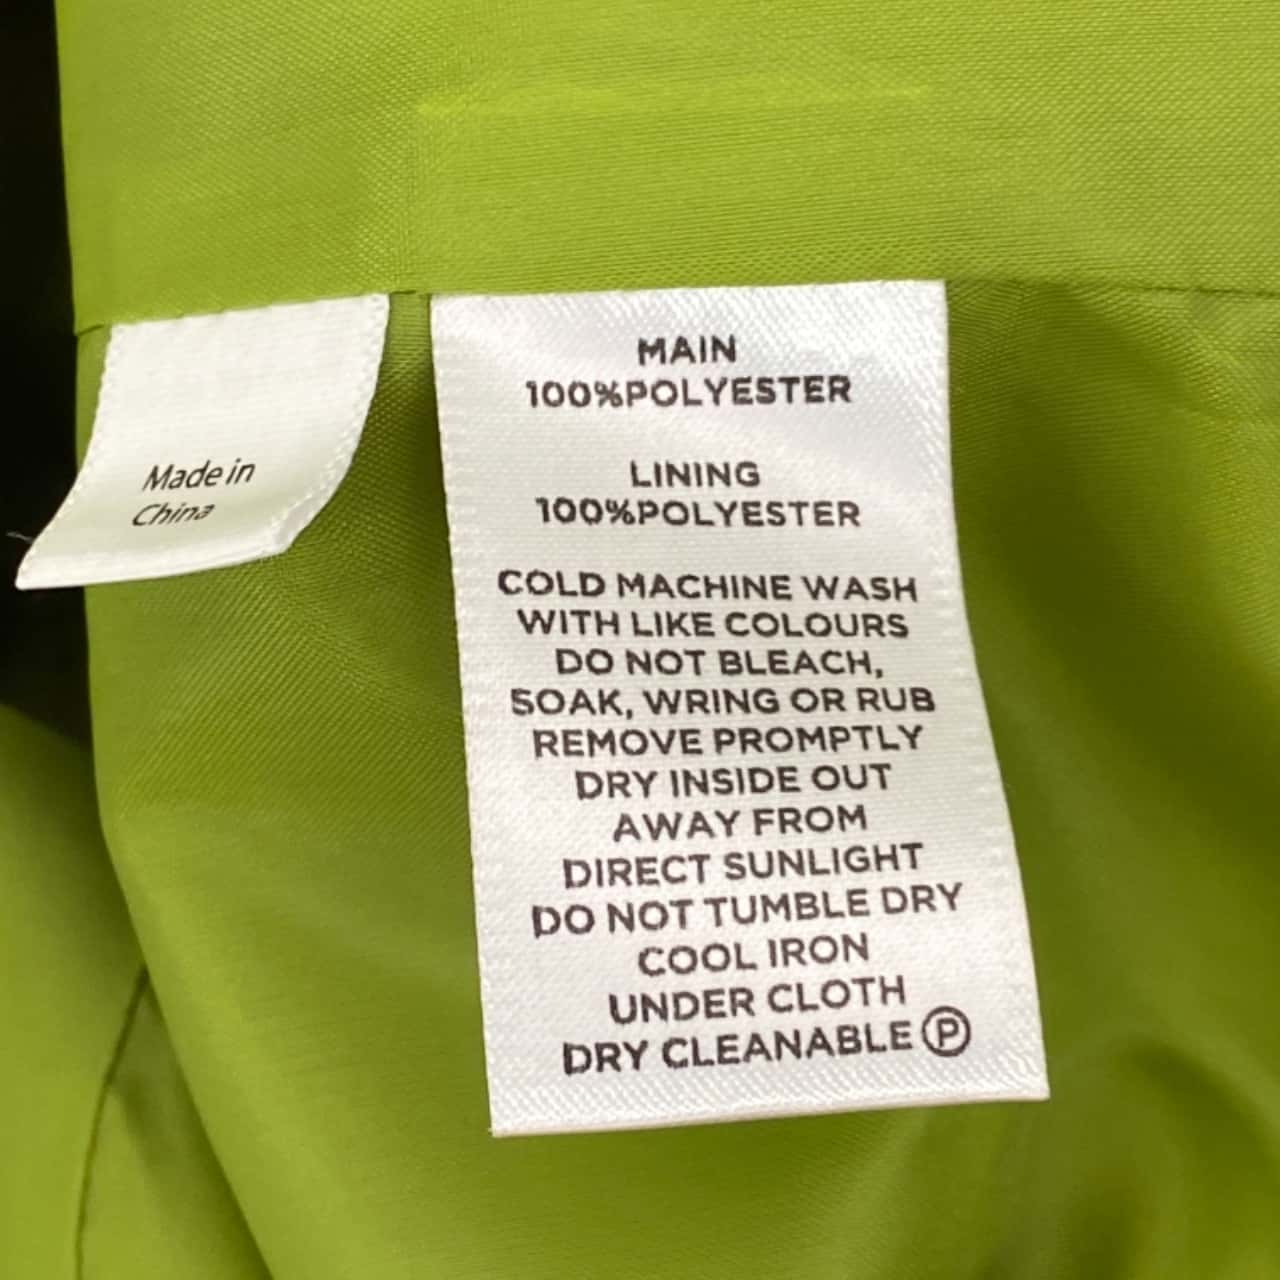 Made in
China
MAIN
100%POLYESTER
LINING
100%POLYESTER
COLD MACHINE WASH
WITH LIKE COLOURS
DO NOT BLEACH,
SOAK, WRING OR RUB
REMOVE PROMPTLY
DRY INSIDE OUT
AWAY FROM
DIRECT SUNLIGHT
DO NOT TUMBLE DRY
COOL IRON
UNDER CLOTH
DRY CLEANABLE Ⓟ